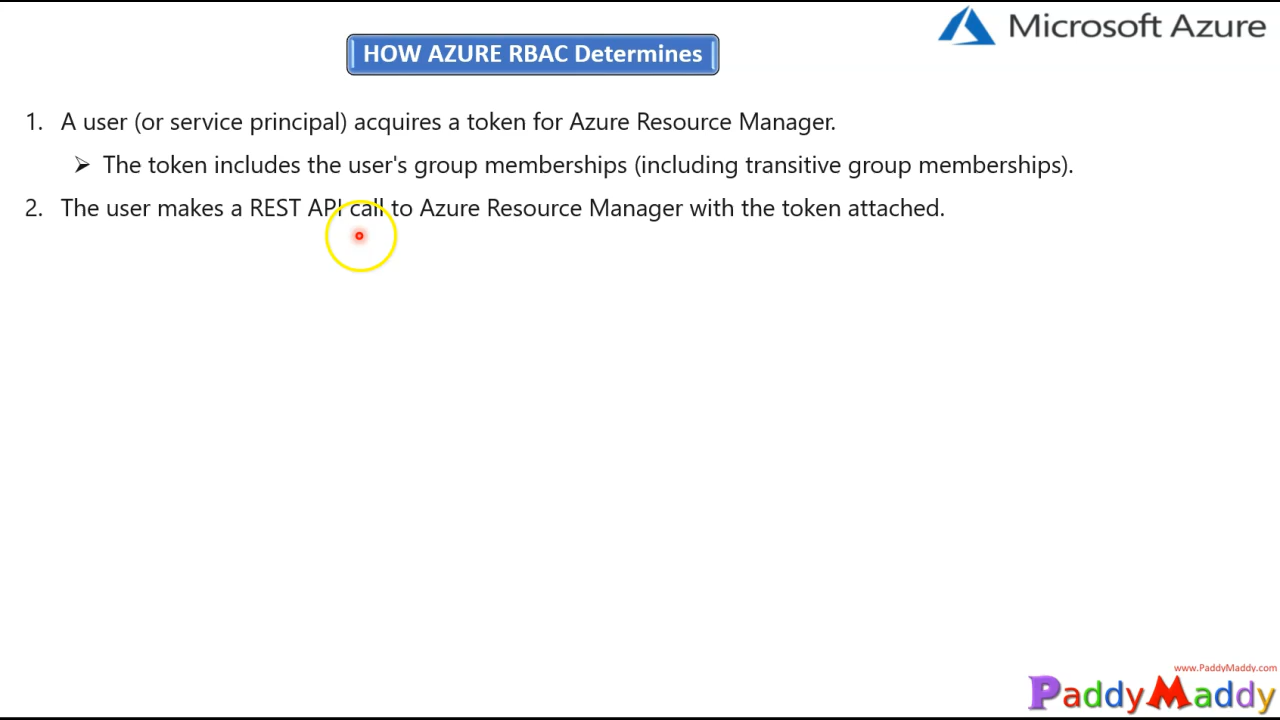 Microsoft Azure
HOW AZURE RBAC Determines
1. A user (or service principal) acquires a token for Azure Resource Manager.
➢ The token includes the user's group memberships (including transitive group memberships).
2. The user makes a REST API call to Azure Resource Manager with the token attached.
www.PaddyMaddy.com
PaddyMaddy